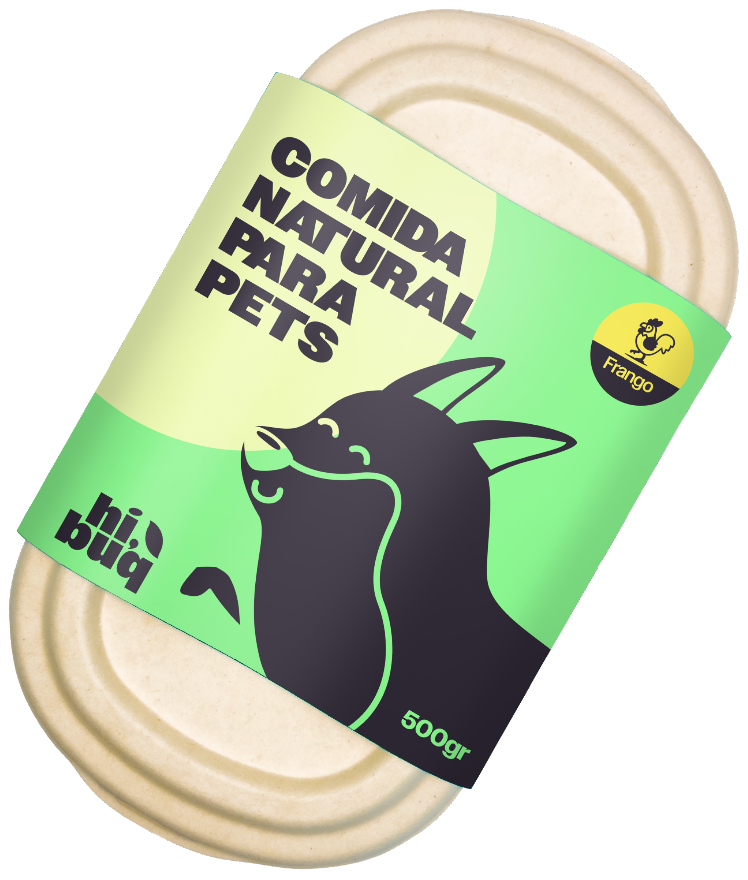 COMIDA
NATURAL
PARA
PETS
Frango
hi,
buq
500gr